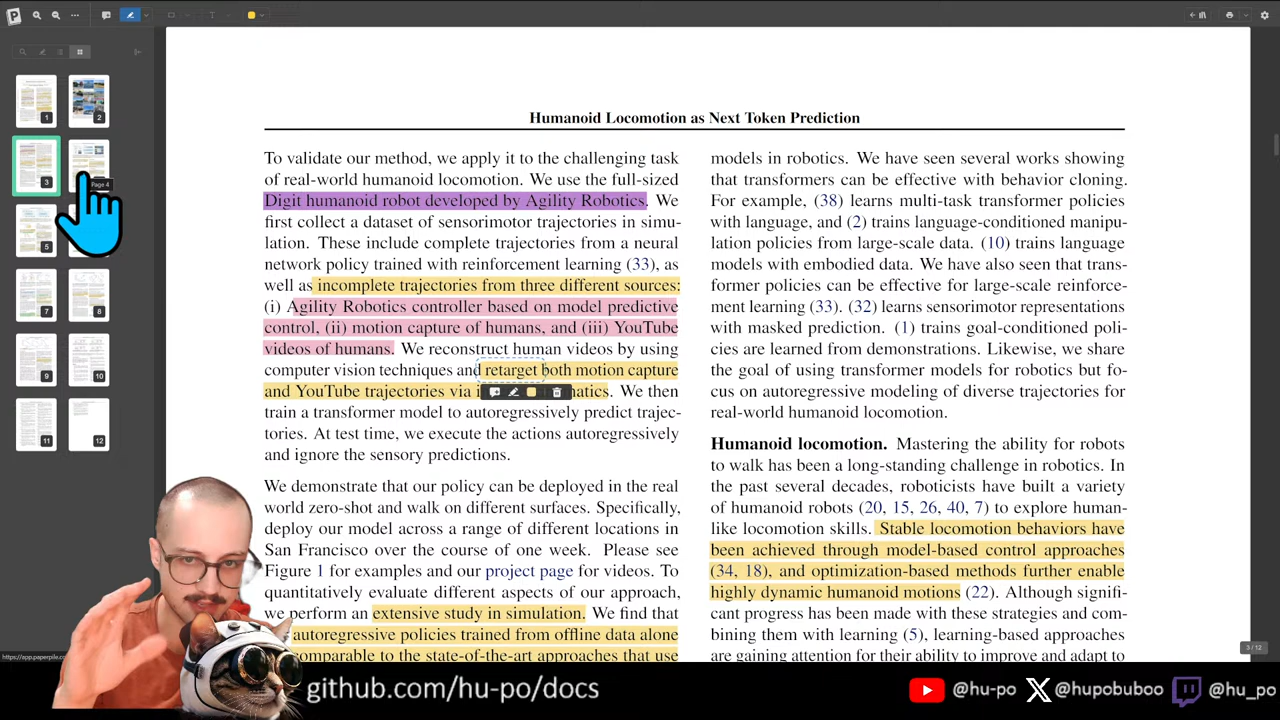 Humanoid Locomotion as Next Token Prediction
To validate our method, we apply it to the challenging task
of real-world humanoid locomotion. We use the full-sized
Digit humanoid robot developed by Agility Robotics. We
first collect a dataset of sensorimotor trajectories in simu-
lation. These include complete trajectories from a neural
network policy trained with reinforcement learning (33), as
well as incomplete trajectories from three different sources:
(i) Agility Robotics controller based on model predictive
control, (ii) motion capture of humans, and (iii) YouTube
videos of humans. We reconstruct human videos by using
computer vision techniques and retarget both motion capture
and YouTube trajectories. We then
train a transformer model to autoregressively predict trajec-
tories. At test time, we execute the actions autoregressively
and ignore the sensory predictions.
We demonstrate that our policy can be deployed in the real
world zero-shot and walk on different surfaces. Specifically,
deploy our model across a range of different locations in
San Francisco over the course of one week. Please see
Figure 1 for examples and our project page for videos. To
quantitatively evaluate different aspects of our approach,
we perform an extensive study in simulation. We find that
autoregressive policies trained from offline data alone
comparable to the state-of-the-art approaches that use
models in robotics. We have seen several works showing
that transformers can be effective with behavior cloning.
For example, (38) learns multi-task transformer policies
with language, and (2) trains language-conditioned manipu-
lation policies from large-scale data. (10) trains language
models with embodied data. We have also seen that trans-
former policies can be effective for large-scale reinforce-
ment learning (33). (32) learns sensorimotor representations
with masked prediction. (1) trains goal-conditioned poli-
cies are learned from demonstrations. Likewise, we share
the goal of using transformer models for robotics but fo-
cus on autoregressive modeling of diverse trajectories for
real-world humanoid locomotion.
Humanoid locomotion. Mastering the ability for robots
to walk has been a long-standing challenge in robotics. In
the past several decades, roboticists have built a variety
of humanoid robots (20, 15, 26, 40, 7) to explore human-
like locomotion skills. Stable locomotion behaviors have
been achieved through model-based control approaches
(34, 18), and optimization-based methods further enable
highly dynamic humanoid motions (22). Although signifi-
cant progress has been made with these strategies and com-
bining them with learning (5), learning-based approaches
are gaining attention for their ability to improve and adapt to
1
2
3
Page 4
5
7
8
9
10
11
12
3 / 12
https://app.paperpile.co
github.com/hu-po/docs
@hu-po
@hupobuboo
@hu_po